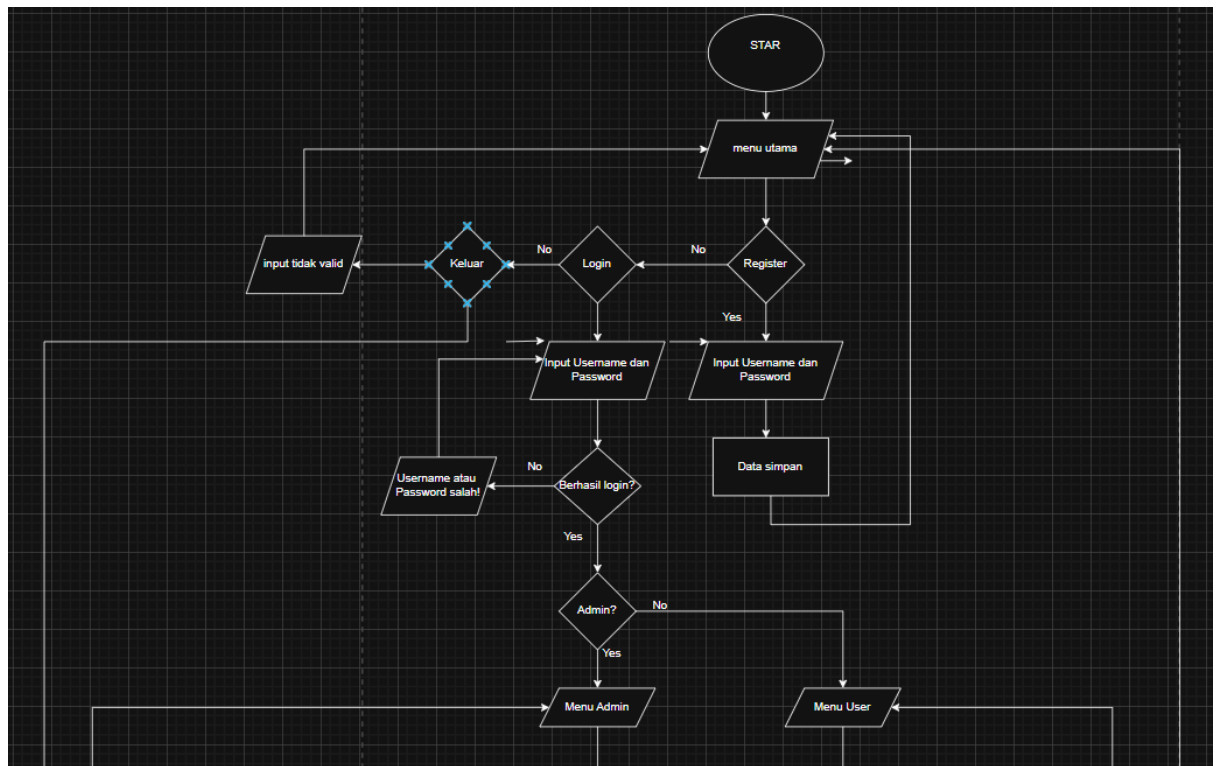 STAR
menu utama
No
No
input tidak valid
Keluar
Login
Register
Yes
Input Username dan
Password
Input Username dan
Password
Username atau
Password salah!
No
Berhasil login?
Data simpan
Yes
Admin?
No
Yes
Menu Admin
Menu User